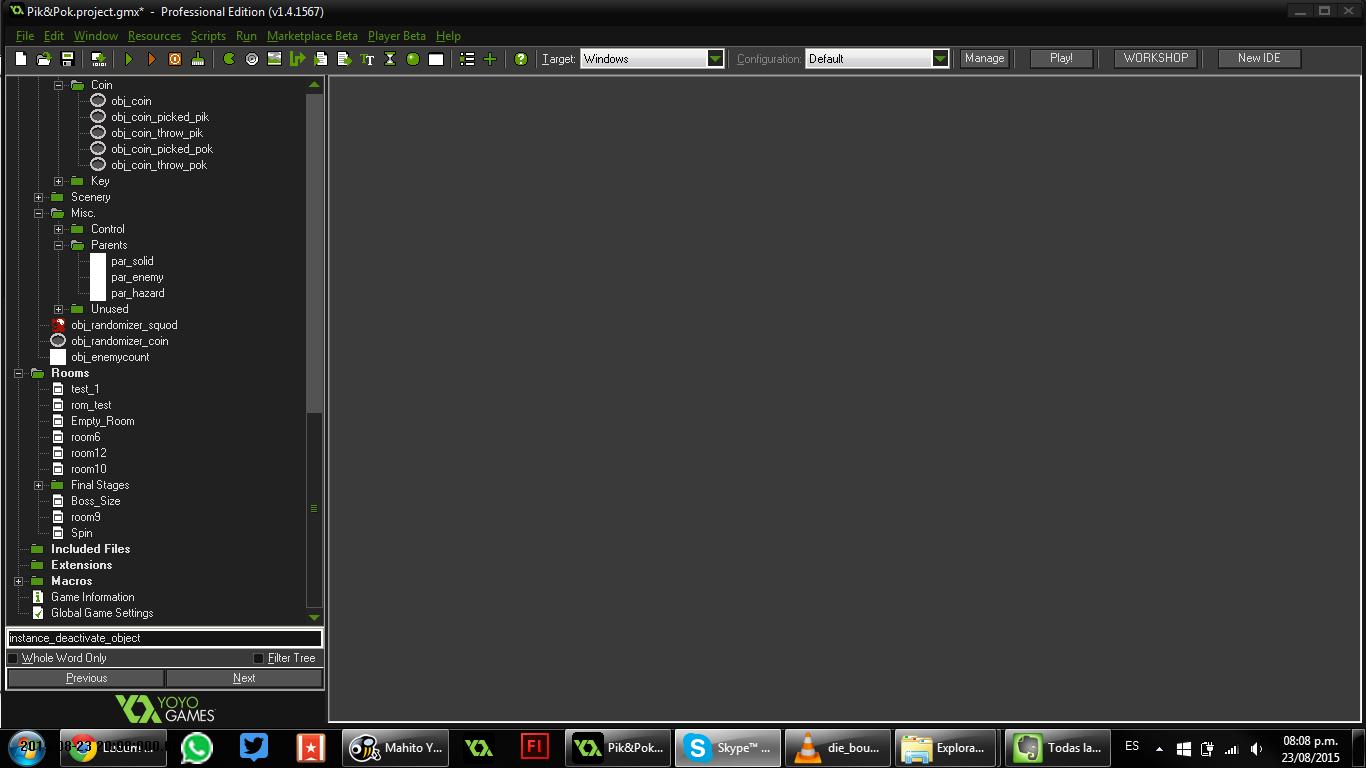 Pik&Pok.project.gmx* - Professional Edition (v1.4.1567)
File Edit Window Resources Scripts Run Marketplace Beta Player Beta Help
Target: Windows Configuration: Default Manage Play! WORKSHOP New IDE
Coin
obj_coin
obj_coin_picked_pik
obj_coin_throw_pik
obj_coin_picked_pok
obj_coin_throw_pok
Key
Scenery
Misc.
Control
Parents
par_solid
par_enemy
par_hazard
Unused
obj_randomizer_squod
obj_randomizer_coin
obj_enemycount
Rooms
test_1
rom_test
Empty_Room
room6
room12
room10
Final Stages
Boss_Size
room9
Spin
Included Files
Extensions
Macros
Game Information
Global Game Settings
instance_deactivate_object
Whole Word Only Filter Tree
Previous Next
YOYO
GAMES
Mahito Y... Fl Pik&Pok... Skype™ ... die_bou... Explora... Todas la... ES 08:08 p.m.
23/08/2015